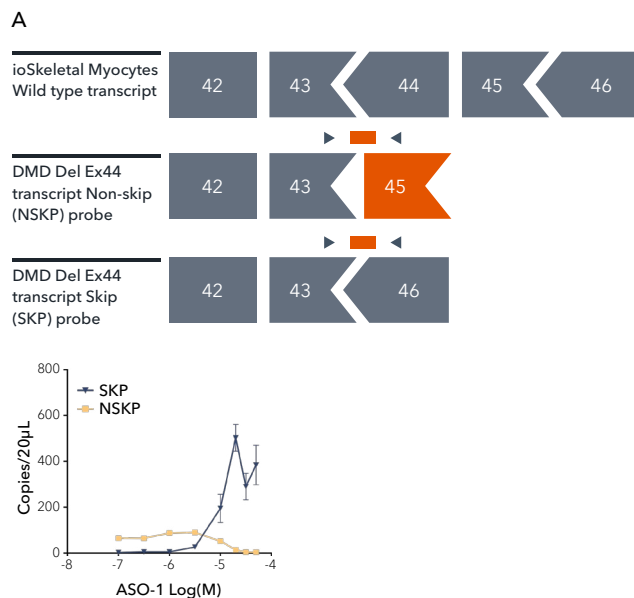 A
ioSkeletal Myocytes
Wild type transcript
42 43 44 45 46
DMD Del Ex44
transcript Non-skip
(NSKP) probe
42 43 45
DMD Del Ex44
transcript Skip
(SKP) probe
42 43 46
800
600
400
200
0
Copies/20µL
SKP
NSKP
-8 -7 -6 -5 -4
ASO-1 Log(M)